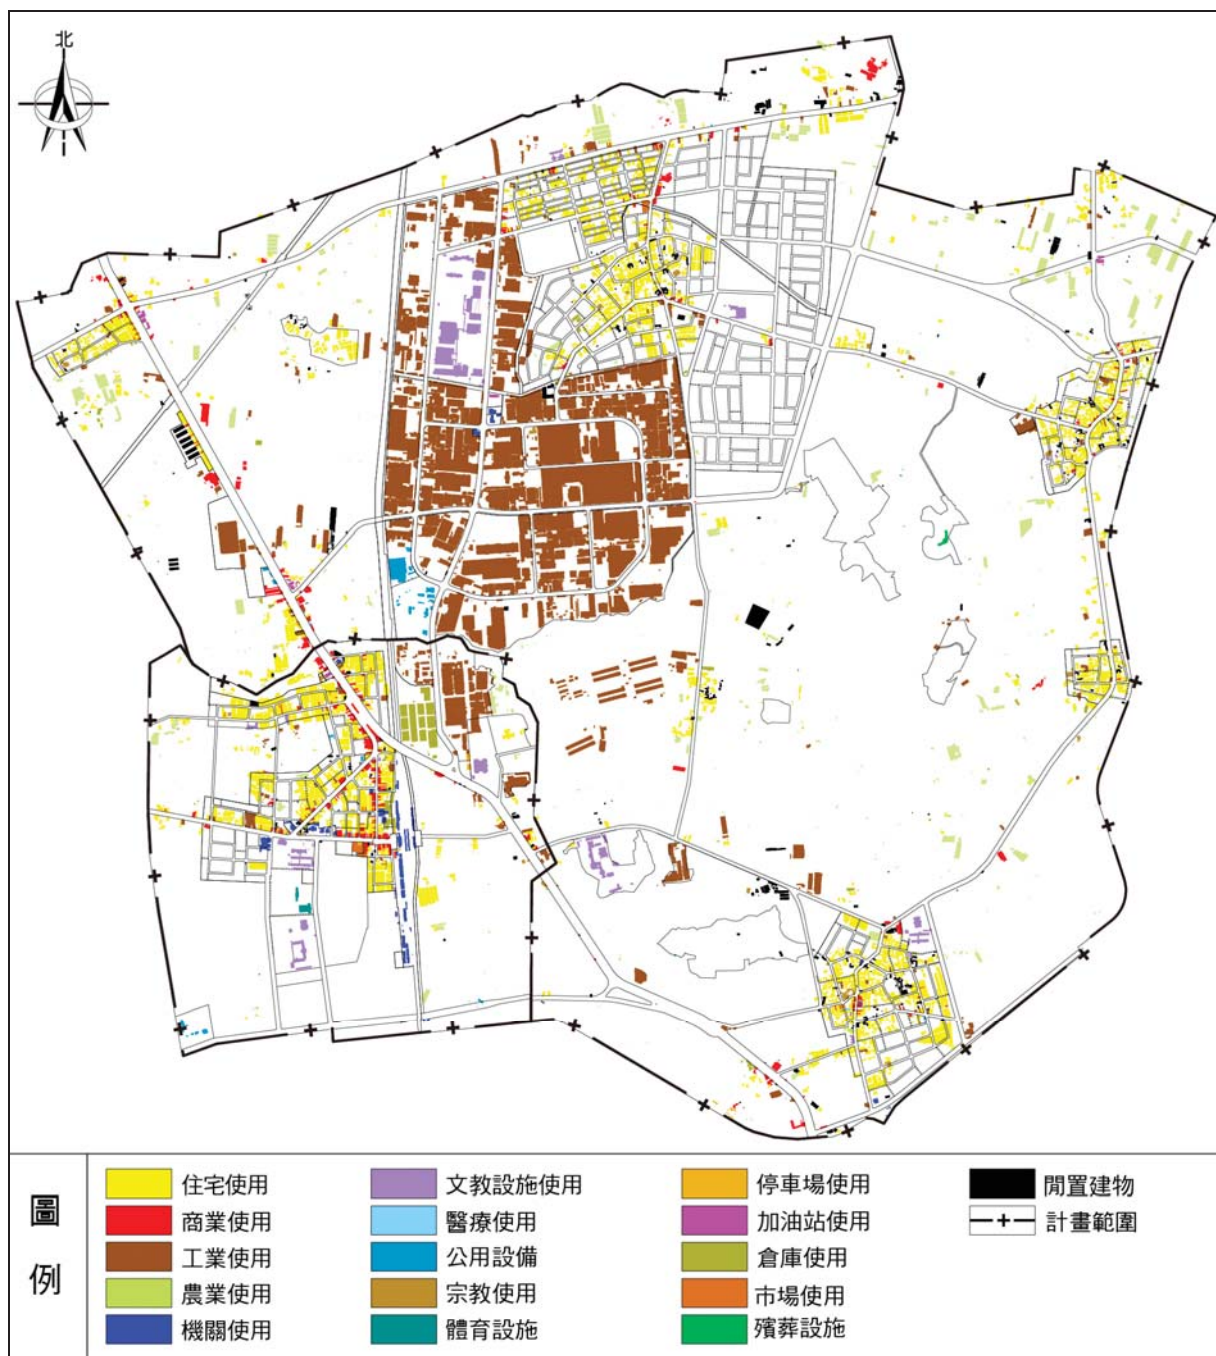 北
圖例
住宅使用
商業使用
工業使用
農業使用
機關使用
文教設施使用
醫療使用
公用設備
宗教使用
體育設施
停車場使用
加油站使用
倉庫使用
市場使用
殯葬設施
閒置建物
計畫範圍